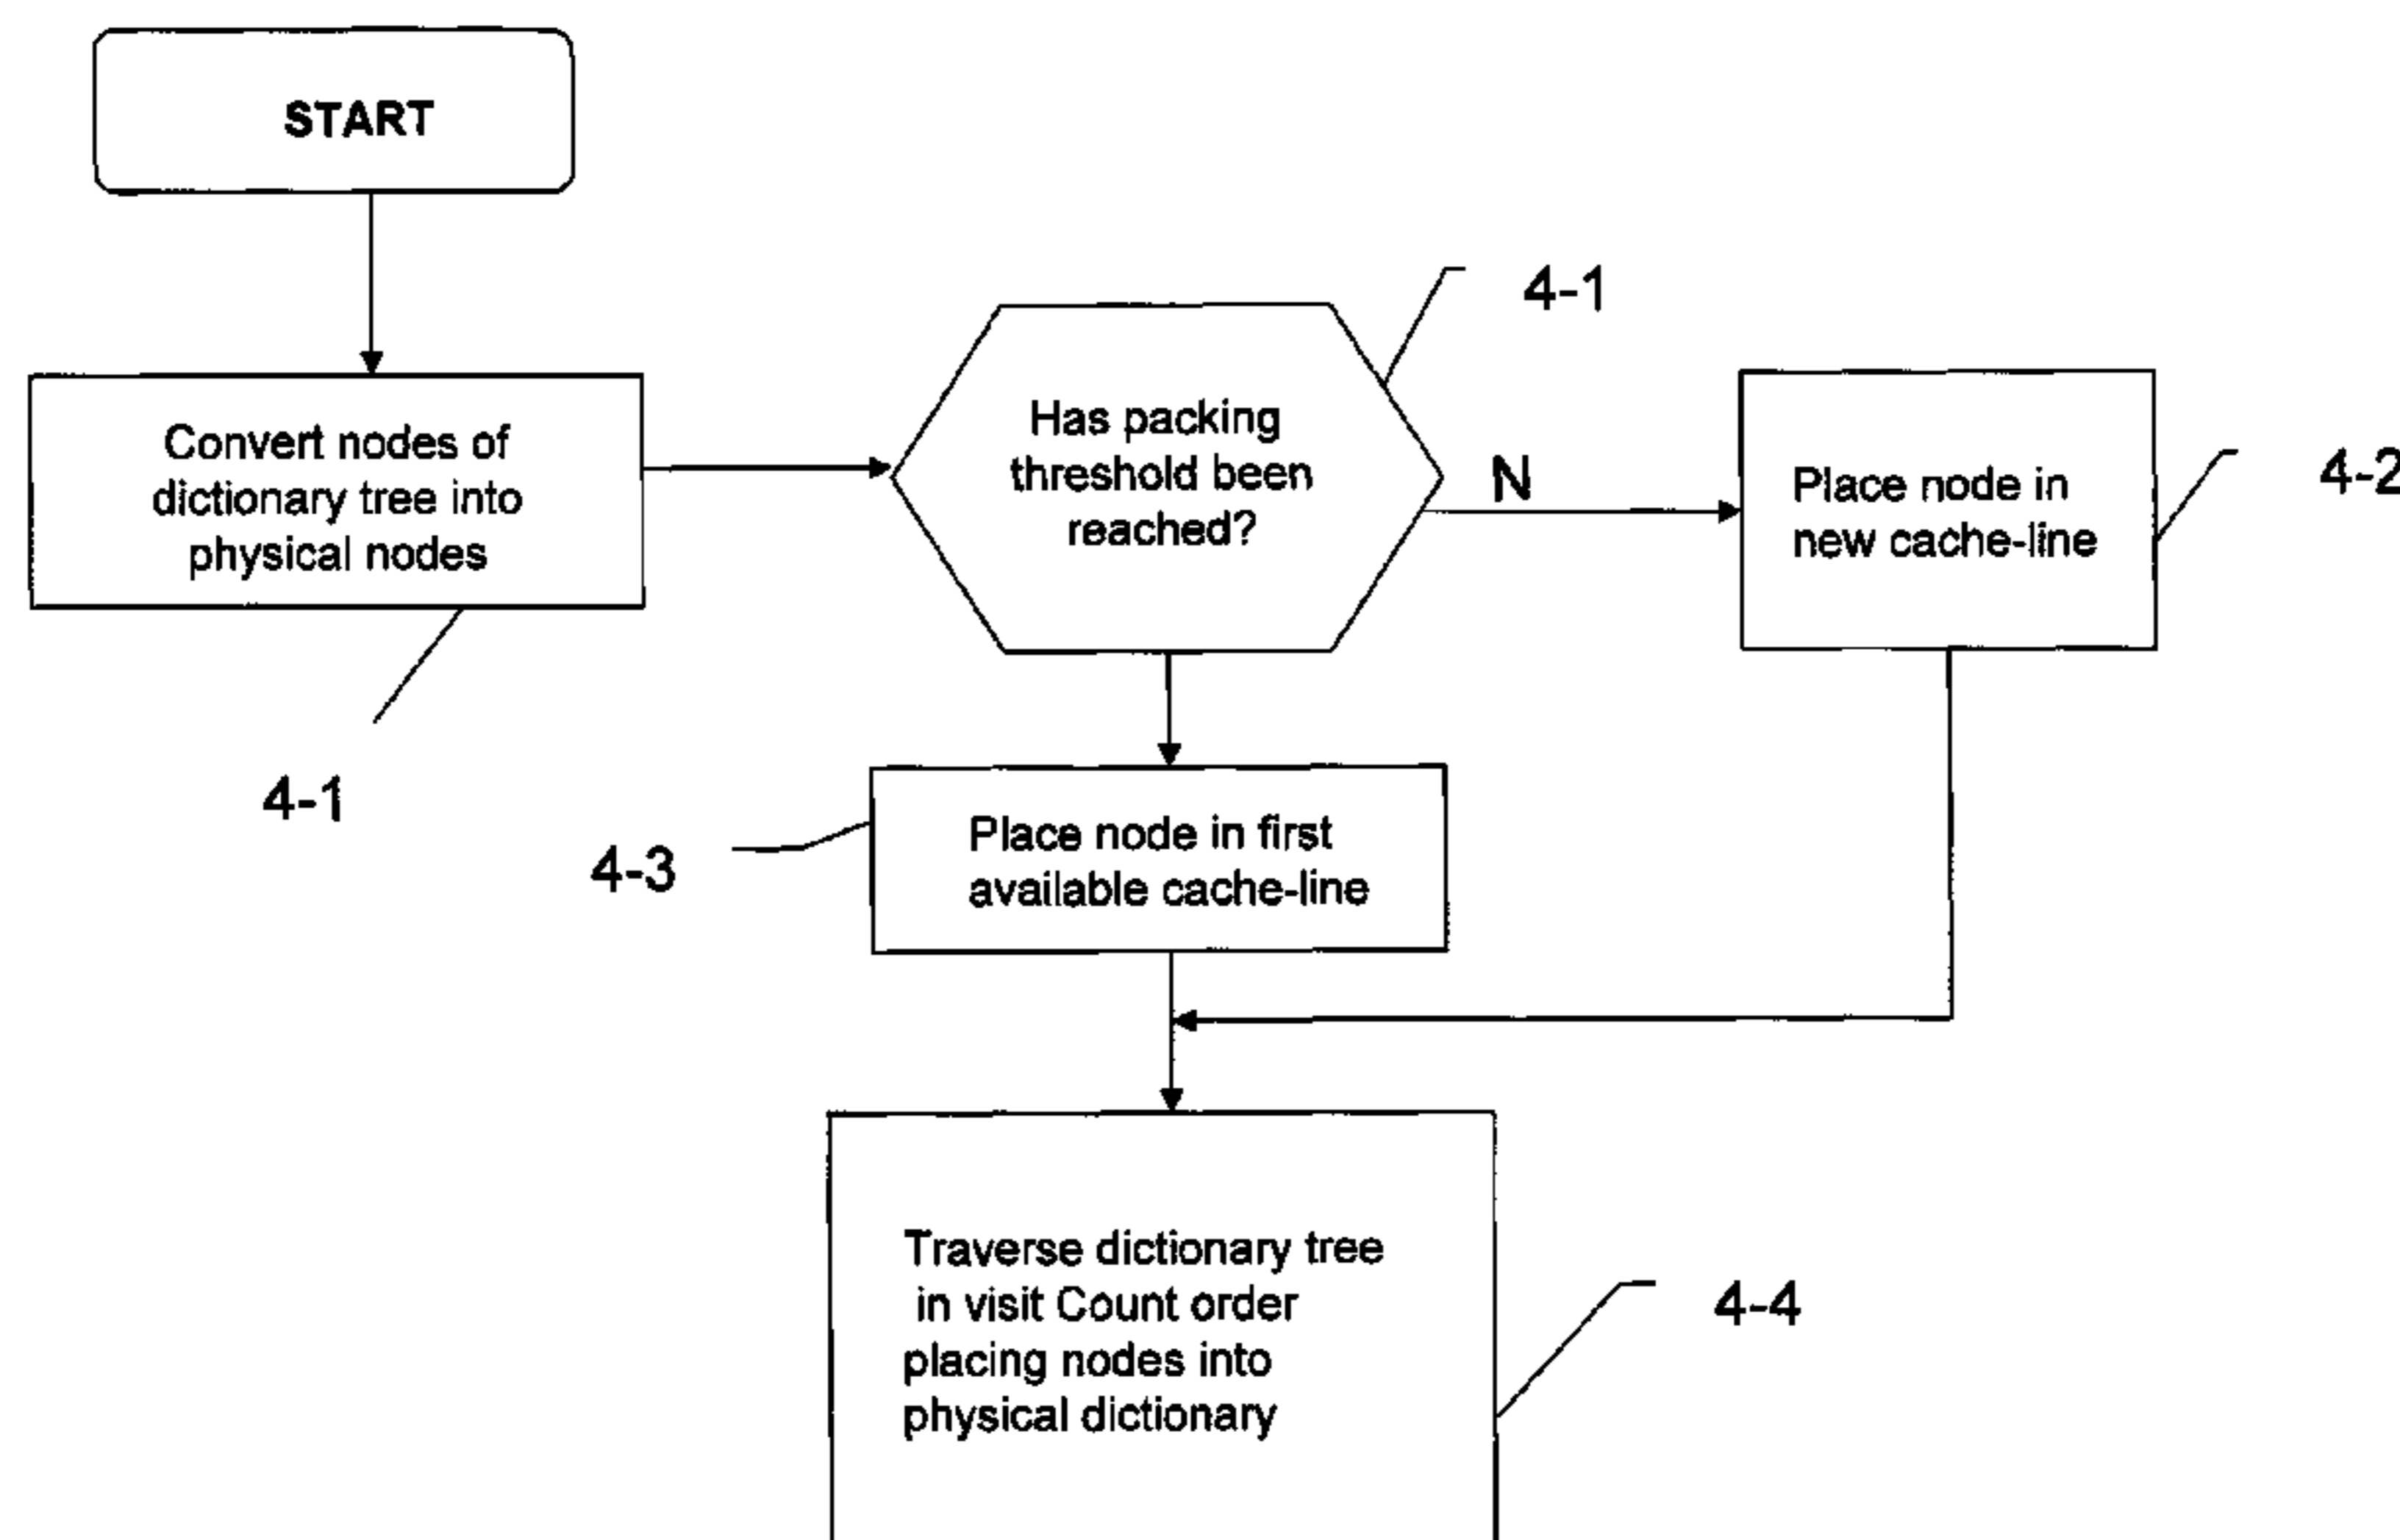 START
Convert nodes of
dictionary tree into
physical nodes
4-1
Has packing
threshold been
reached?
4-1
N
Place node in
new cache-line
4-2
Place node in first
available cache-line
4-3
Traverse dictionary tree
in visit Count order
placing nodes into
physical dictionary
4-4